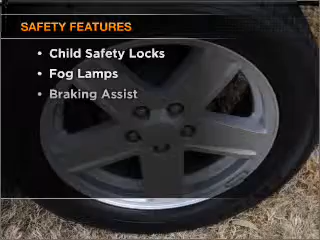 SAFETY FEATURES
• Child Safety Locks
• Fog Lamps
• Braking Assist